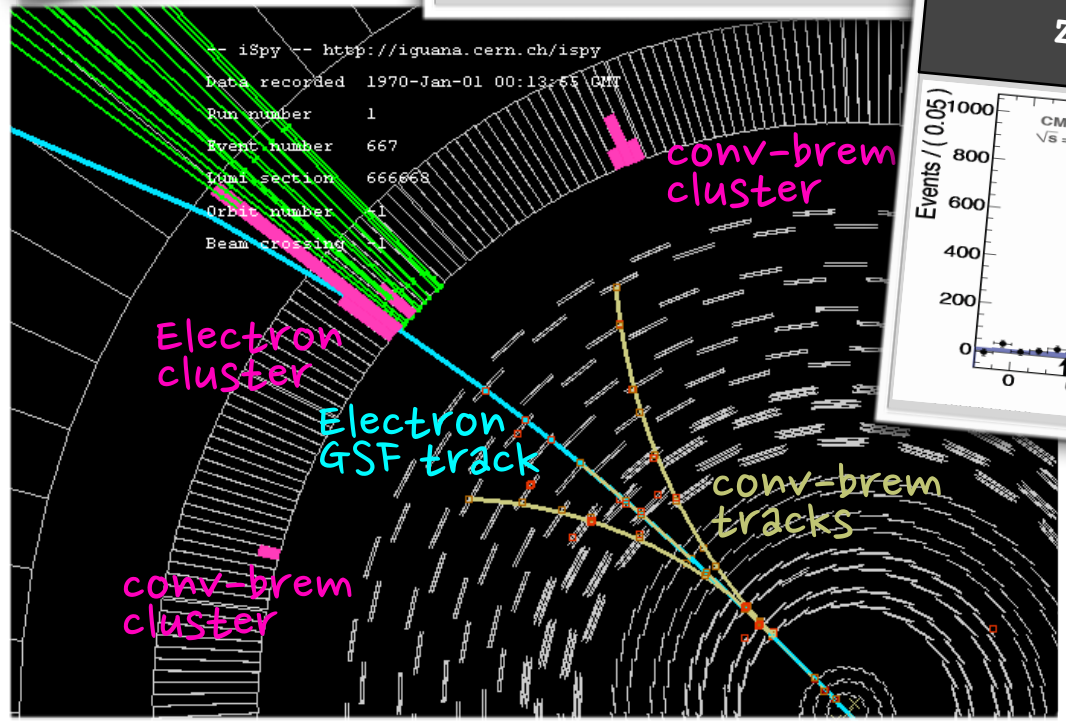 -- iSpy -- http://iguana.cern.ch/ispy
Data recorded 1970-Jan-01 00:13:55 GMT
Run number 1
Event number 667
Lumi section 666668
Orbit number -1
Beam crossing -1
conv-brem
cluster
Electron
cluster
Electron
GSF track
conv-brem
tracks
conv-brem
cluster
z
Events / ( 0.05 )
1000
CM
√s =
800
600
400
200
0
0